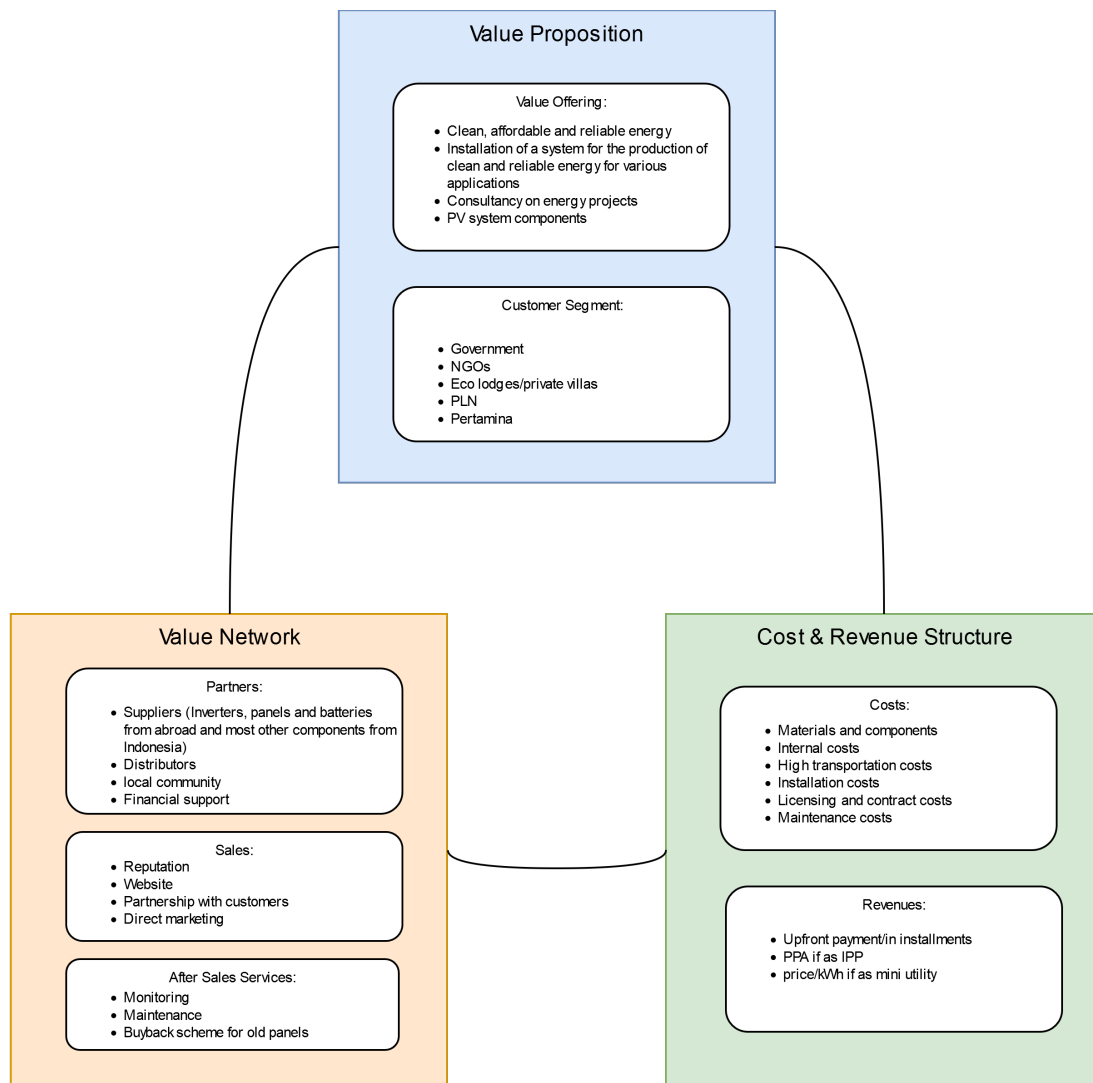 Value Proposition
Value Offering:
• Clean, affordable and reliable energy
• Installation of a system for the production of
clean and reliable energy for various
applications
• Consultancy on energy projects
• PV system components
Customer Segment:
• Government
• NGOs
• Eco lodges/private villas
• PLN
• Pertamina
Value Network
Partners:
• Suppliers (Inverters, panels and batteries
from abroad and most other components from
Indonesia)
• Distributors
• local community
• Financial support
Sales:
• Reputation
• Website
• Partnership with customers
• Direct marketing
After Sales Services:
• Monitoring
• Maintenance
• Buyback scheme for old panels
Cost & Revenue Structure
Costs:
• Materials and components
• Internal costs
• High transportation costs
• Installation costs
• Licensing and contract costs
• Maintenance costs
Revenues:
• Upfront payment/in installments
• PPA if as IPP
• price/kWh if as mini utility